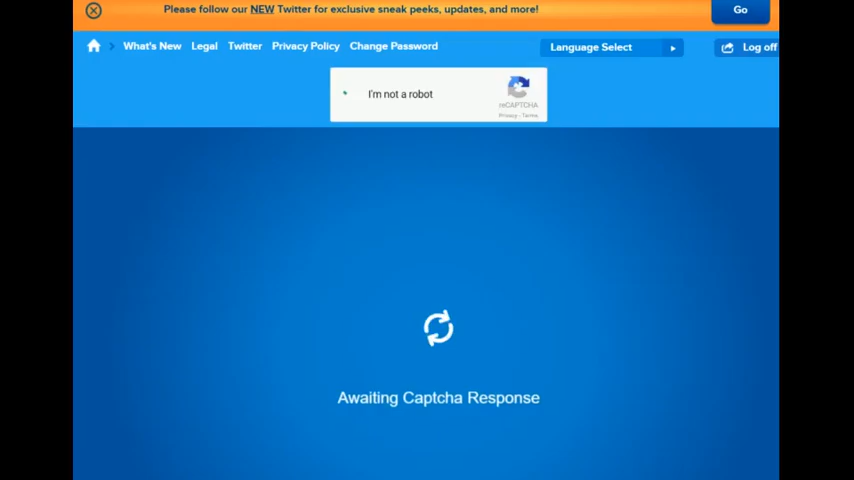 Please follow our NEW Twitter for exclusive sneak peeks, updates, and more!
Go
What's New Legal Twitter Privacy Policy Change Password
Language Select
Log off
I'm not a robot
reCAPTCHA
Privacy - Terms
Awaiting Captcha Response